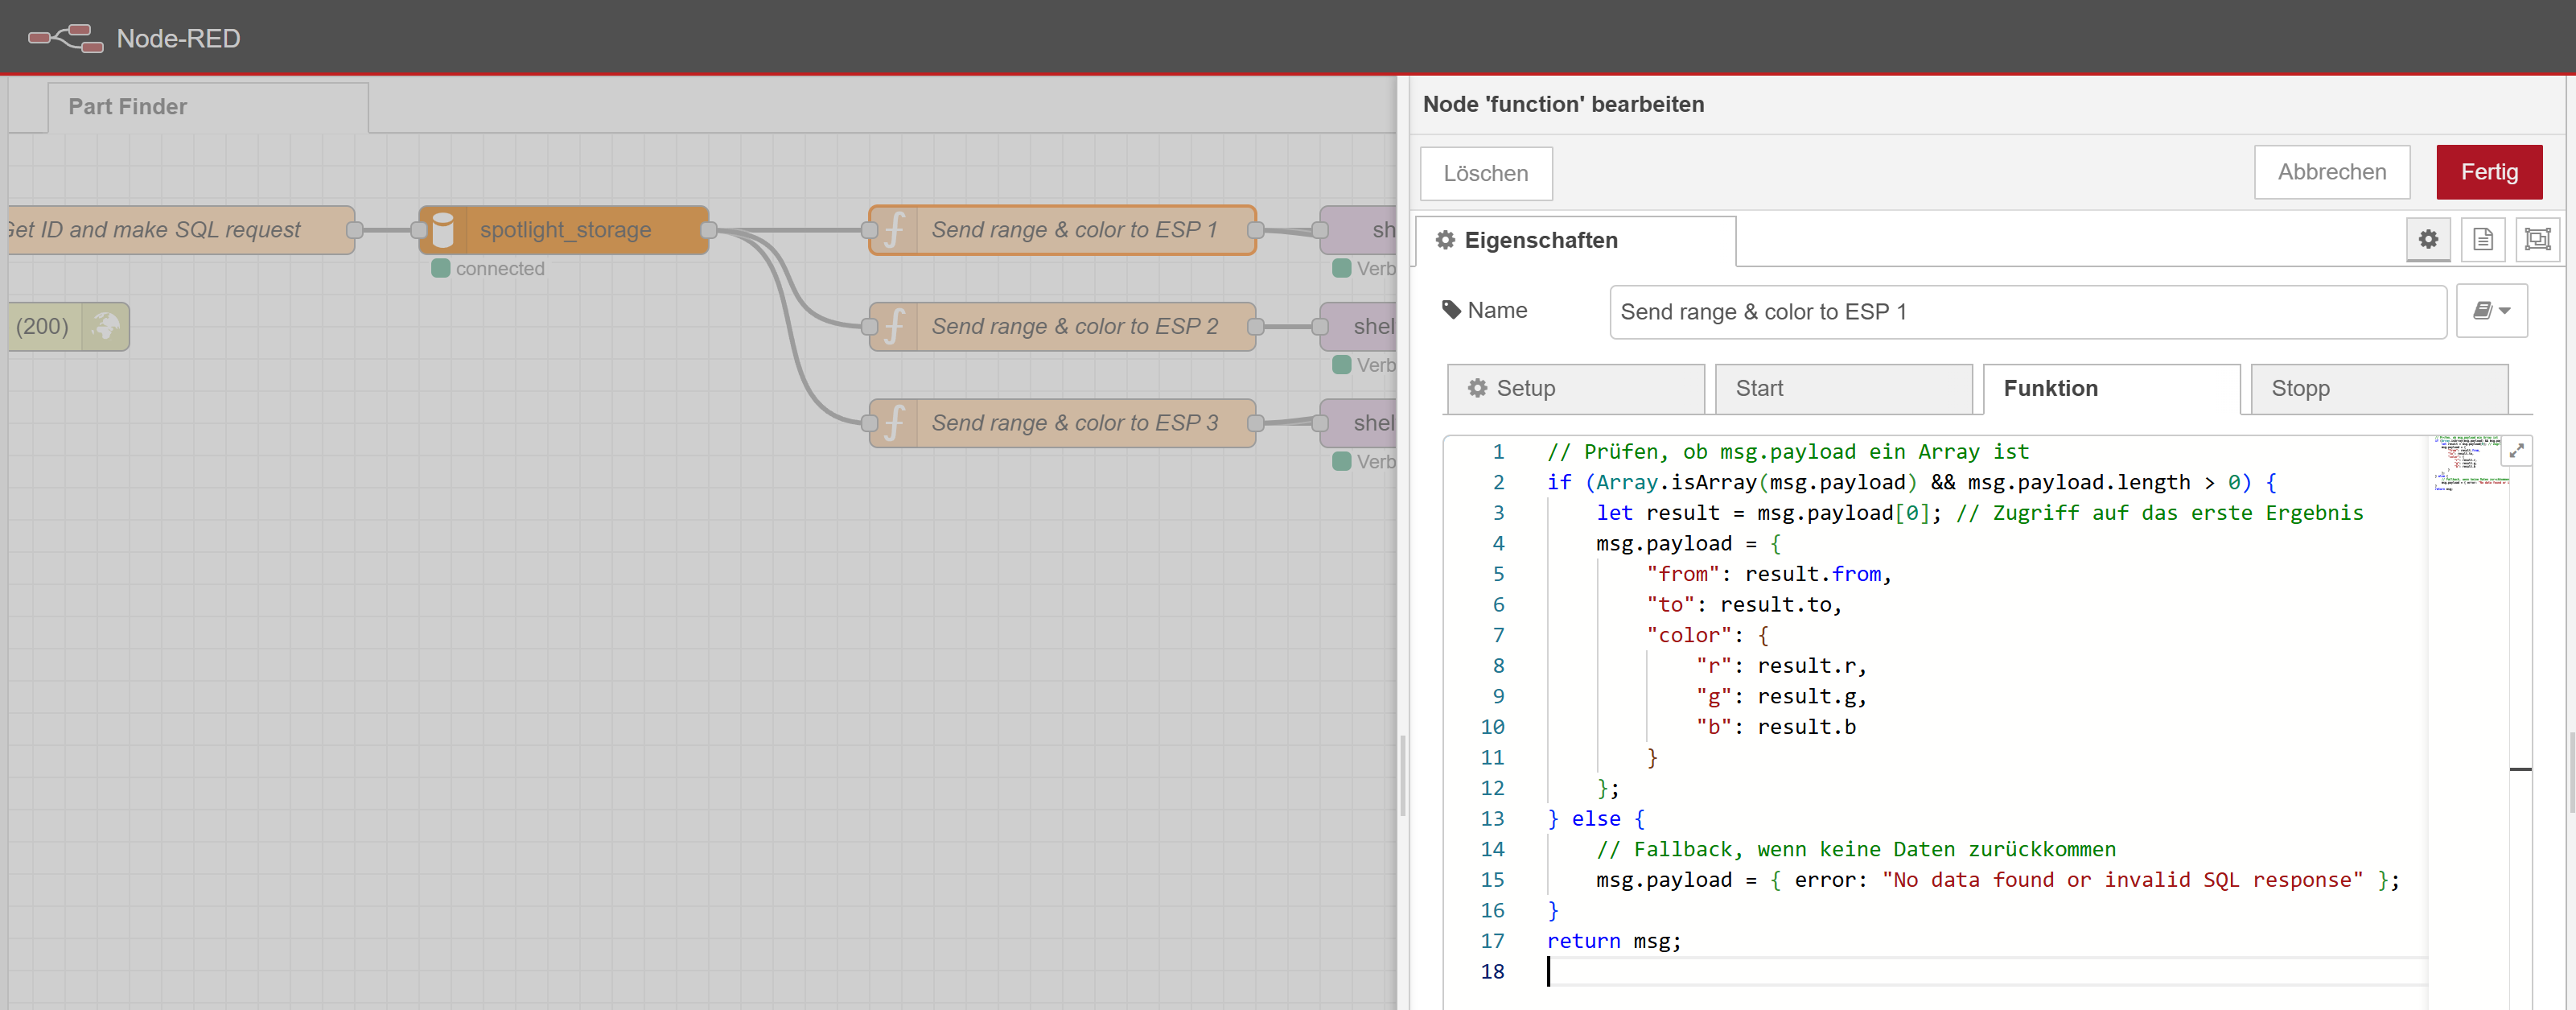 Node-RED
Part Finder
Get ID and make SQL request
spotlight_storage
connected
(200)
Send range & color to ESP 1
Send range & color to ESP 2
Send range & color to ESP 3
sh
Verb
shel
Verb
shel
Verb
Node 'function' bearbeiten
Löschen
Abbrechen
Fertig
Eigenschaften
Name
Send range & color to ESP 1
Setup
Start
Funktion
Stopp
1 // Prüfen, ob msg.payload ein Array ist
2 if (Array.isArray(msg.payload) && msg.payload.length > 0) {
3 let result = msg.payload[0]; // Zugriff auf das erste Ergebnis
4 msg.payload = {
5 "from": result.from,
6 "to": result.to,
7 "color": {
8 "r": result.r,
9 "g": result.g,
10 "b": result.b
11 }
12 };
13 } else {
14 // Fallback, wenn keine Daten zurückkommen
15 msg.payload = { error: "No data found or invalid SQL response" };
16 }
17 return msg;
18